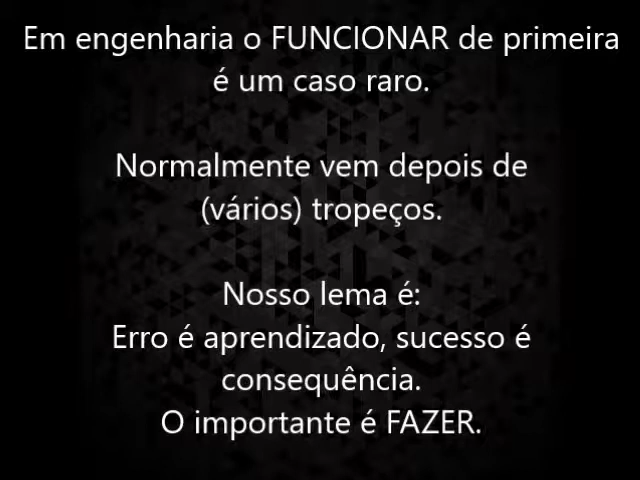 Em engenharia o FUNCIONAR de primeira
é um caso raro.
Normalmente vem depois de
(vários) tropeços.
Nosso lema é:
Erro é aprendizado, sucesso é
consequência.
O importante é FAZER.